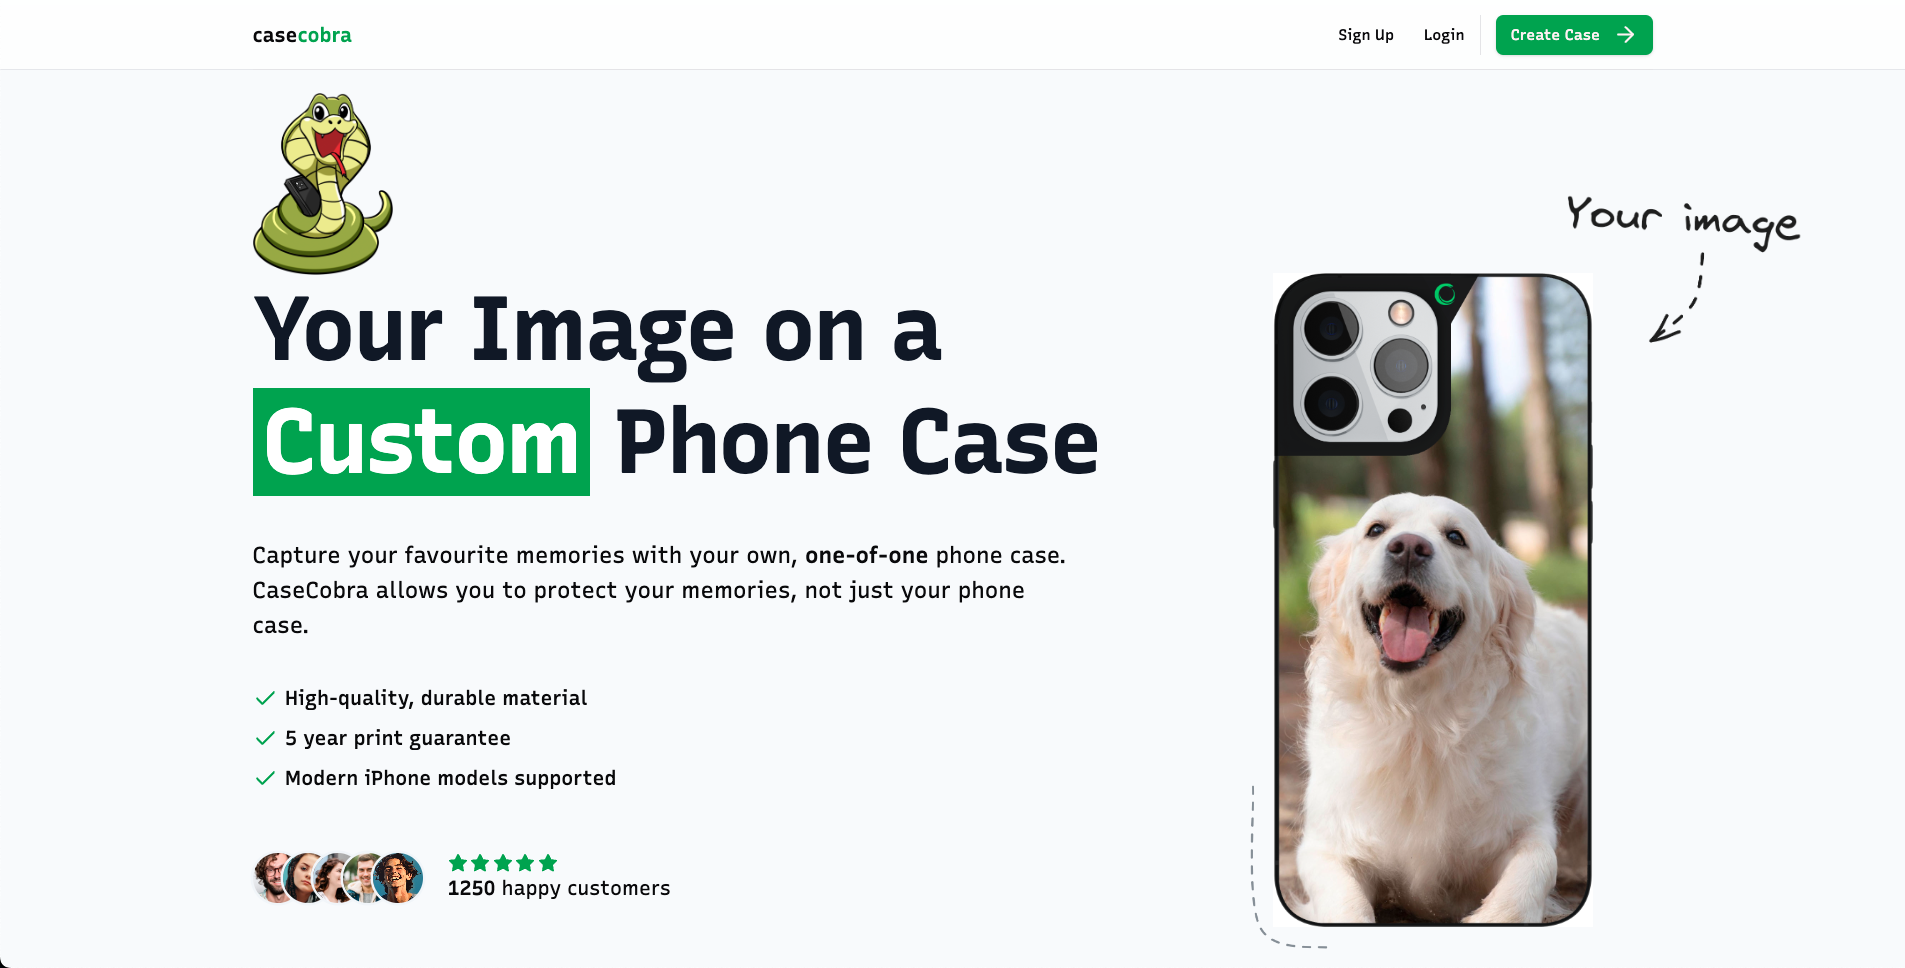 casecobra
Sign Up
Login
Create Case
Your image
Your Image on a
Custom Phone Case
Capture your favourite memories with your own, one-of-one phone case.
CaseCobra allows you to protect your memories, not just your phone
case.
High-quality, durable material
5 year print guarantee
Modern iPhone models supported
1250 happy customers